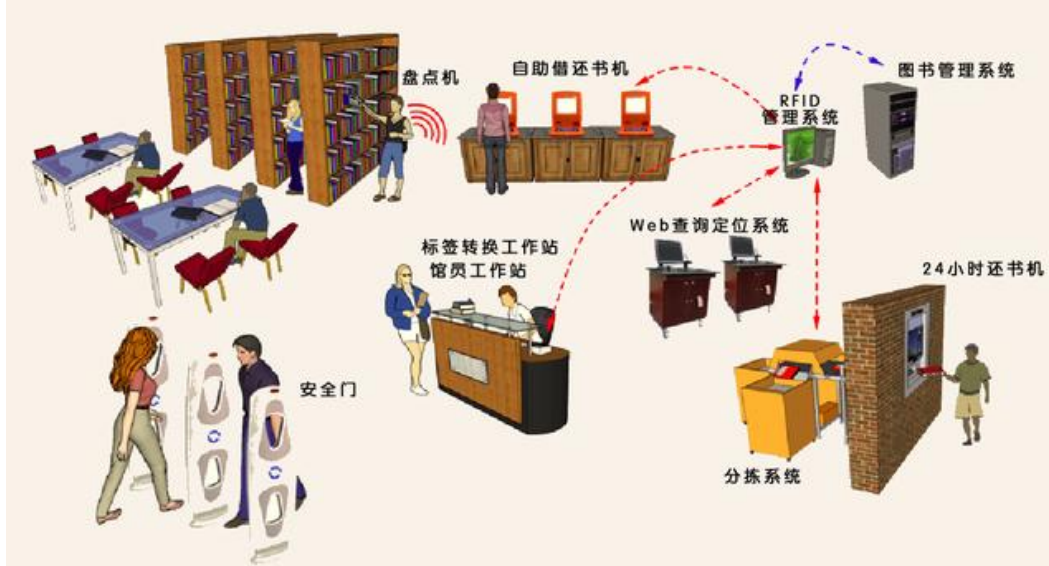 盘点机
自助借还书机
图书管理系统
RFID
管理系统
Web查询定位系统
标签转换工作站
馆员工作站
24小时还书机
安全门
分拣系统